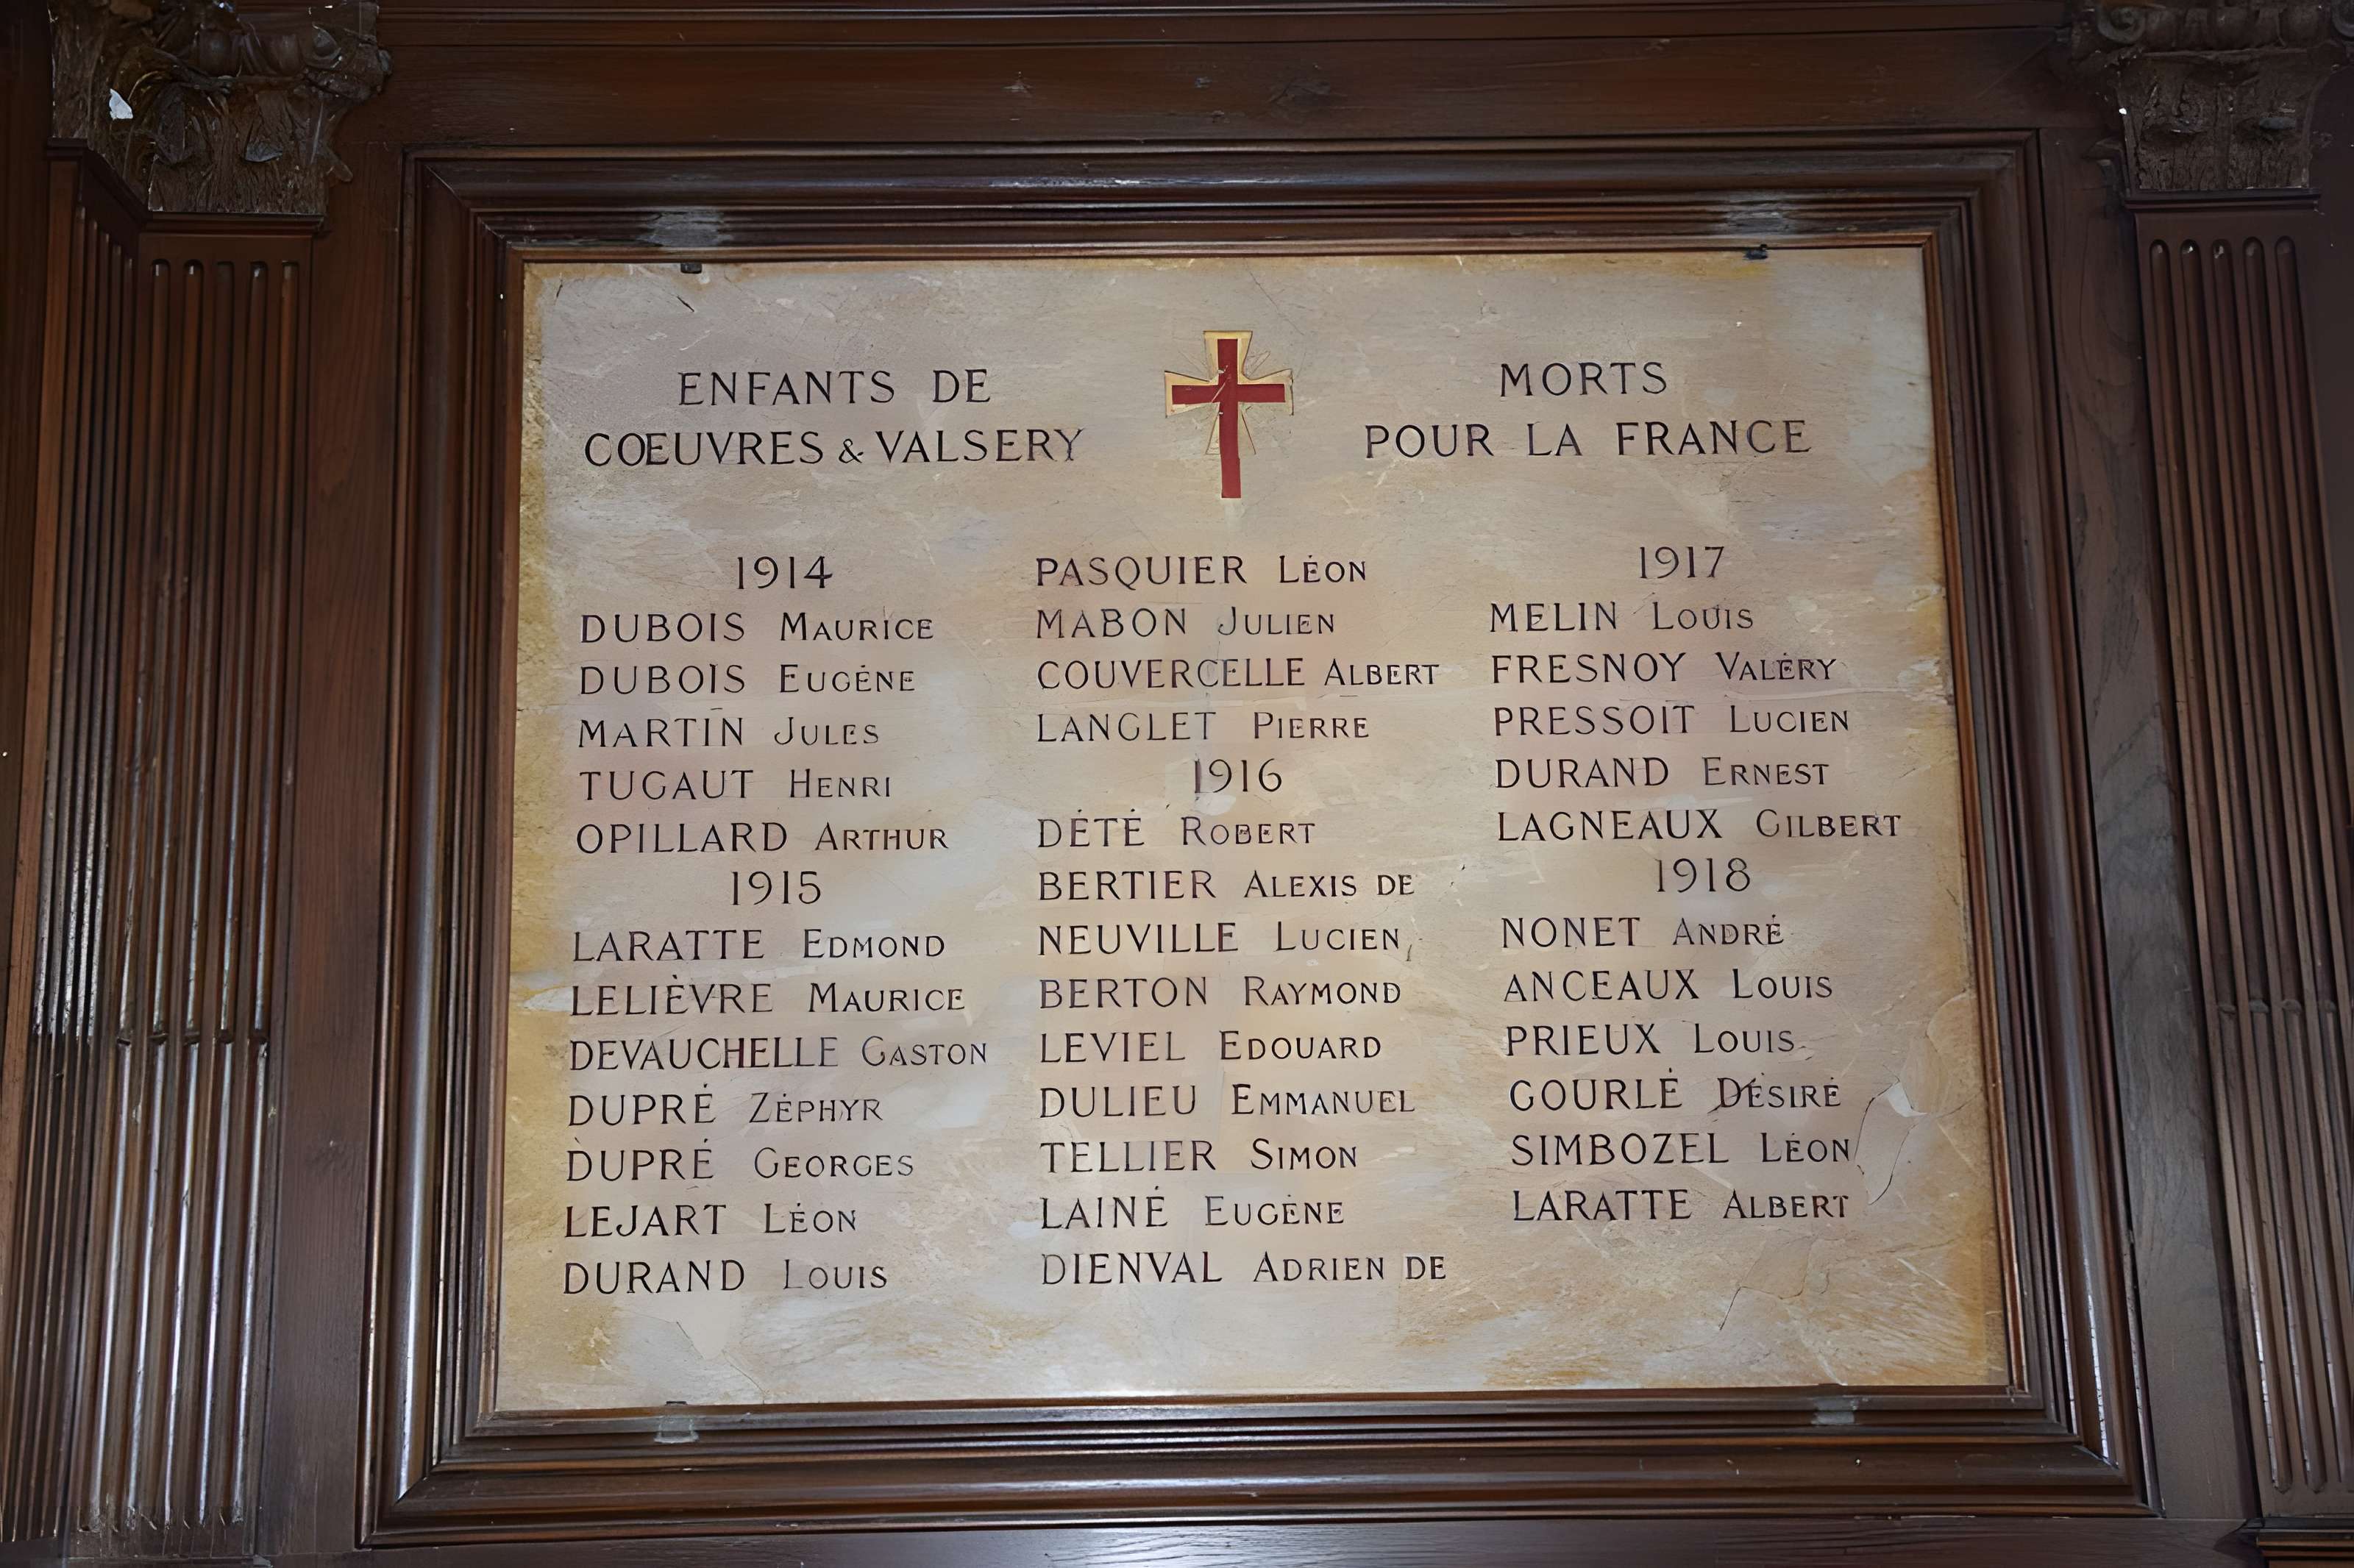 ENFANTS DE
COEUVRES & VALSERY
MORTS
POUR LA FRANCE
1914
DUBOIS MAURICE
DUBOIS EUGÉNE
MARTIN JULES
TUGAUT HENRI
OPILLARD ARTHUR
1915
LARATTE EDMOND
LELIÈVRE MAURICE
DEVAUCHELLE GASTON
DUPRÉ ZÉPHYR
DUPRÉ GEORGES
LEJART LÉON
DURAND LOUIS
PASQUIER LÉON
MABON JULIEN
COUVERCELLE ALBERT
LANGLET PIERRE
1916
DÉTÉ ROBERT
BERTIER ALEXIS DE
NEUVILLE LUCIEN
BERTON RAYMOND
LEVIEL EDOUARD
DULIEU EMMANUEL
TELLIER SIMON
LAINÉ EUGÉNE
DIENVAL ADRIEN DE
1917
MELIN LOUIS
FRESNOY VALÉRY
PRESSOIT LUCIEN
DURAND ERNEST
LAGNEAUX GILBERT
1918
NONET ANDRÉ
ANCEAUX LOUIS
PRIEUX LOUIS
GOURLÉ DÉSIRÉ
SIMBOZEL LÉON
LARATTE ALBERT